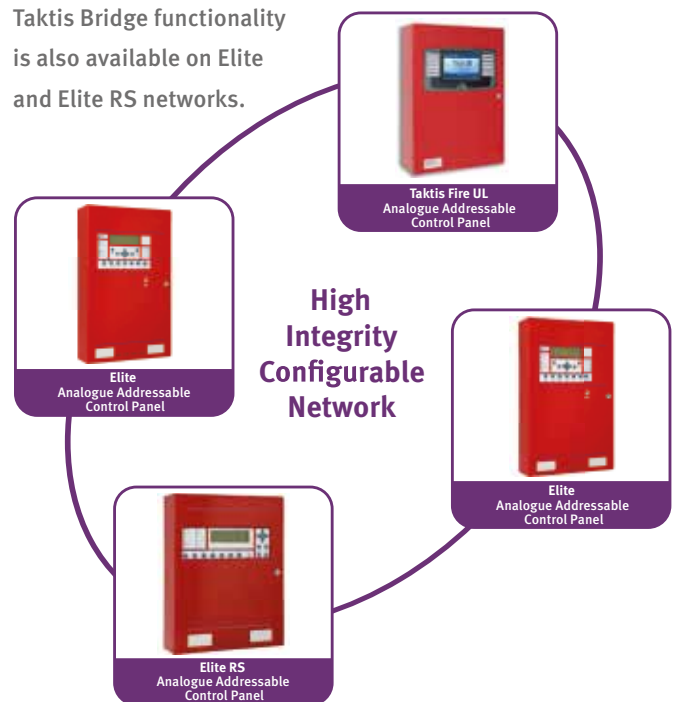 Taktis Bridge functionality
is also available on Elite
and Elite RS networks.
Taktis Fire UL
Analogue Addressable
Control Panel
Elite
Analogue Addressable
Control Panel
High
Integrity
Configurable
Network
Elite
Analogue Addressable
Control Panel
Elite RS
Analogue Addressable
Control Panel